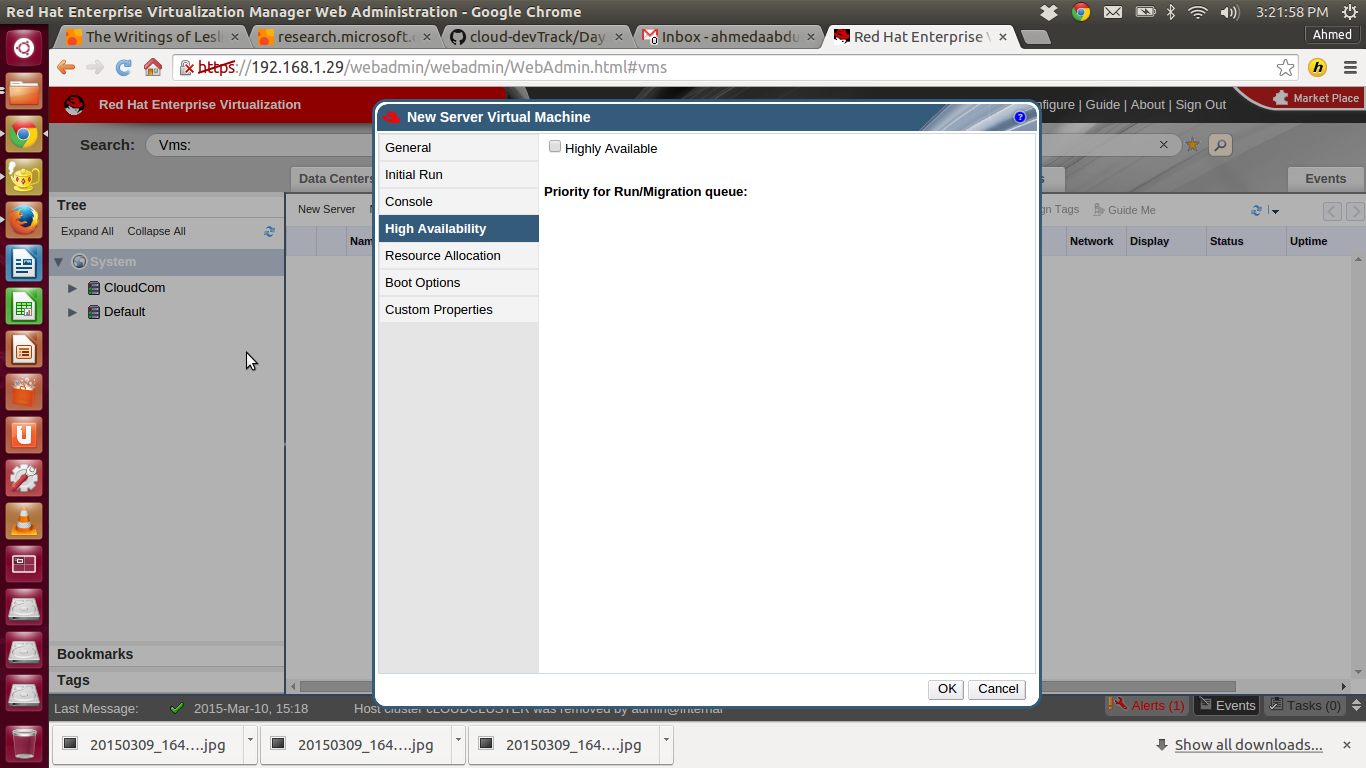 Red Hat Enterprise Virtualization Manager Web Administration - Google Chrome
3:21:58 PM
The Writings of Lesli
research.microsoft.
cloud-devTrack/Day
Inbox - ahmedaabdu
Red Hat Enterprise V
Ahmed
https://192.168.1.29/webadmin/webadmin/WebAdmin.html#vms
Red Hat Enterprise Virtualization
nfigure | Guide | About | Sign Out
Market Place
New Server Virtual Machine
Search:
Vms:
Data Centers
Events
Tree
Expand All
Collapse All
System
CloudCom
Default
New Server
gn Tags
Guide Me
Nam
Network
Display
Status
Uptime
General
Initial Run
Console
High Availability
Resource Allocation
Boot Options
Custom Properties
Highly Available
Priority for Run/Migration queue:
OK
Cancel
Bookmarks
Tags
Last Message:
2015-Mar-10, 15:18
Host cluster cLOUDCLUSTER was removed by admin@internal
Alerts (1)
Events
Tasks (0)
20150309_164....jpg
20150309_164....jpg
20150309_164....jpg
Show all downloads...